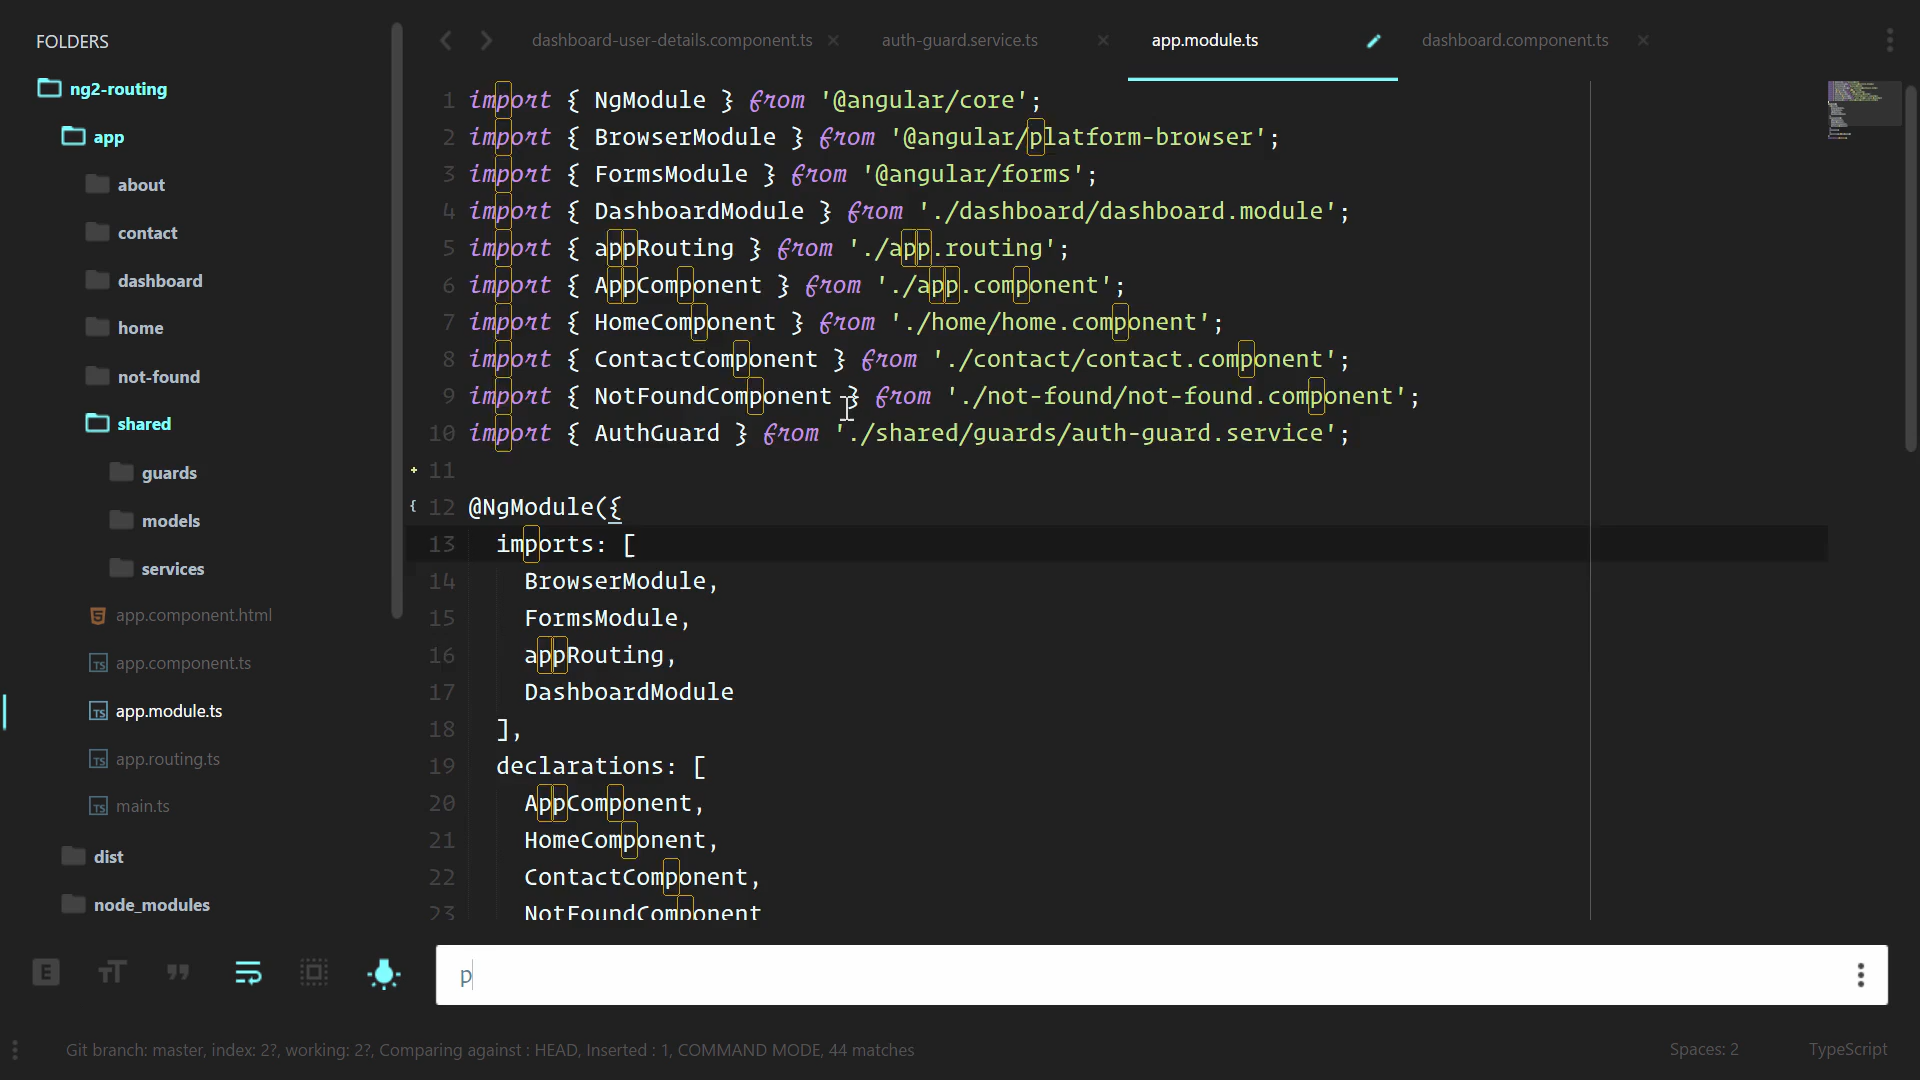 FOLDERS
ng2-routing
app
about
contact
dashboard
home
not-found
shared
guards
models
services
app.component.html
app.component.ts
app.module.ts
app.routing.ts
main.ts
dist
node_modules
dashboard-user-details.component.ts × auth-guard.service.ts × app.module.ts dashboard.component.ts ×
1 import { NgModule } from '@angular/core';
2 import { BrowserModule } from '@angular/platform-browser';
3 import { FormsModule } from '@angular/forms';
4 import { DashboardModule } from './dashboard/dashboard.module';
5 import { appRouting } from './app.routing';
6 import { AppComponent } from './app.component';
7 import { HomeComponent } from './home/home.component';
8 import { ContactComponent } from './contact/contact.component';
9 import { NotFoundComponent } from './not-found/not-found.component';
10 import { AuthGuard } from './shared/guards/auth-guard.service';
+ 11
{ 12 @NgModule({
13 imports: [
14 BrowserModule,
15 FormsModule,
16 appRouting,
17 DashboardModule
18 ],
19 declarations: [
20 AppComponent,
21 HomeComponent,
22 ContactComponent,
23 NotFoundComponent
p
Git branch: master, index: 2?, working: 2?, Comparing against : HEAD, Inserted : 1, COMMAND MODE, 44 matches
Spaces: 2 TypeScript